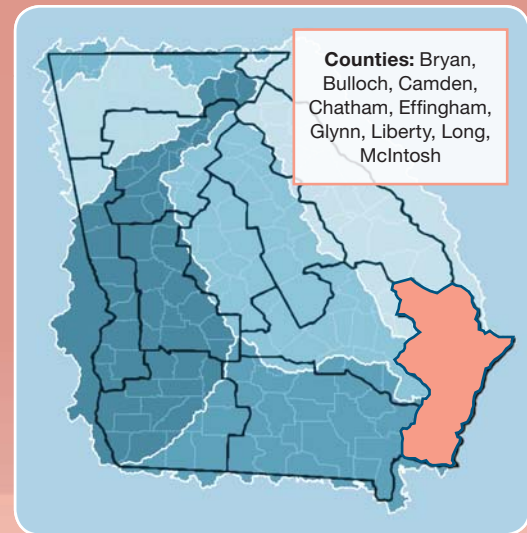 Counties: Bryan,
Bulloch, Camden,
Chatham, Effingham,
Glynn, Liberty, Long,
McIntosh